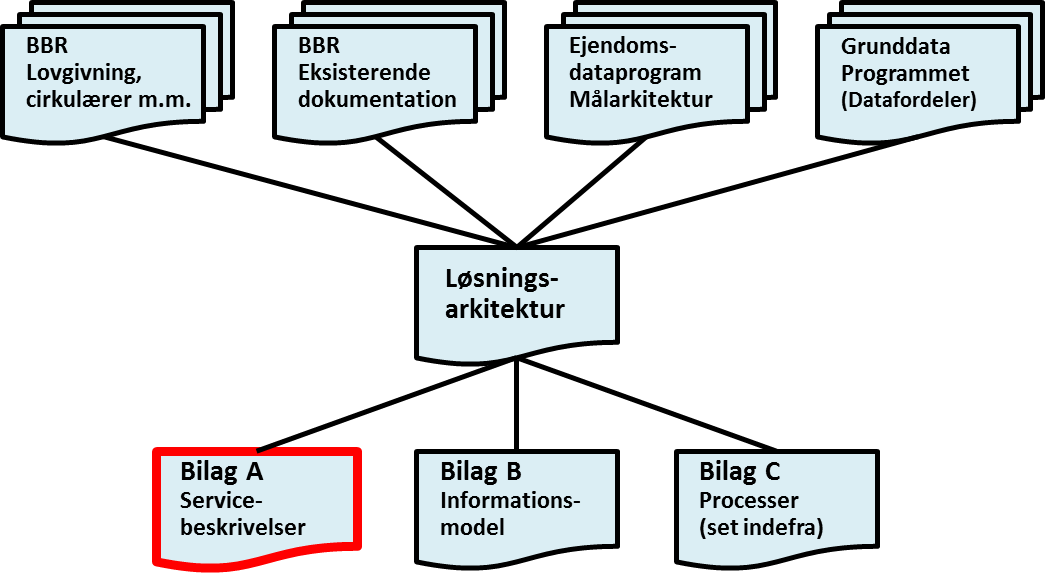 BBR
Lovgivning,
cirkulærer m.m.
BBR
Eksisterende
dokumentation
Ejendoms-
dataprogram
Målarkitektur
Grunddata
Programmet
(Datafordeler)
Løsnings-
arkitektur
Bilag A
Service-
beskrivelser
Bilag B
Informations-
model
Bilag C
Processer
(set indefra)